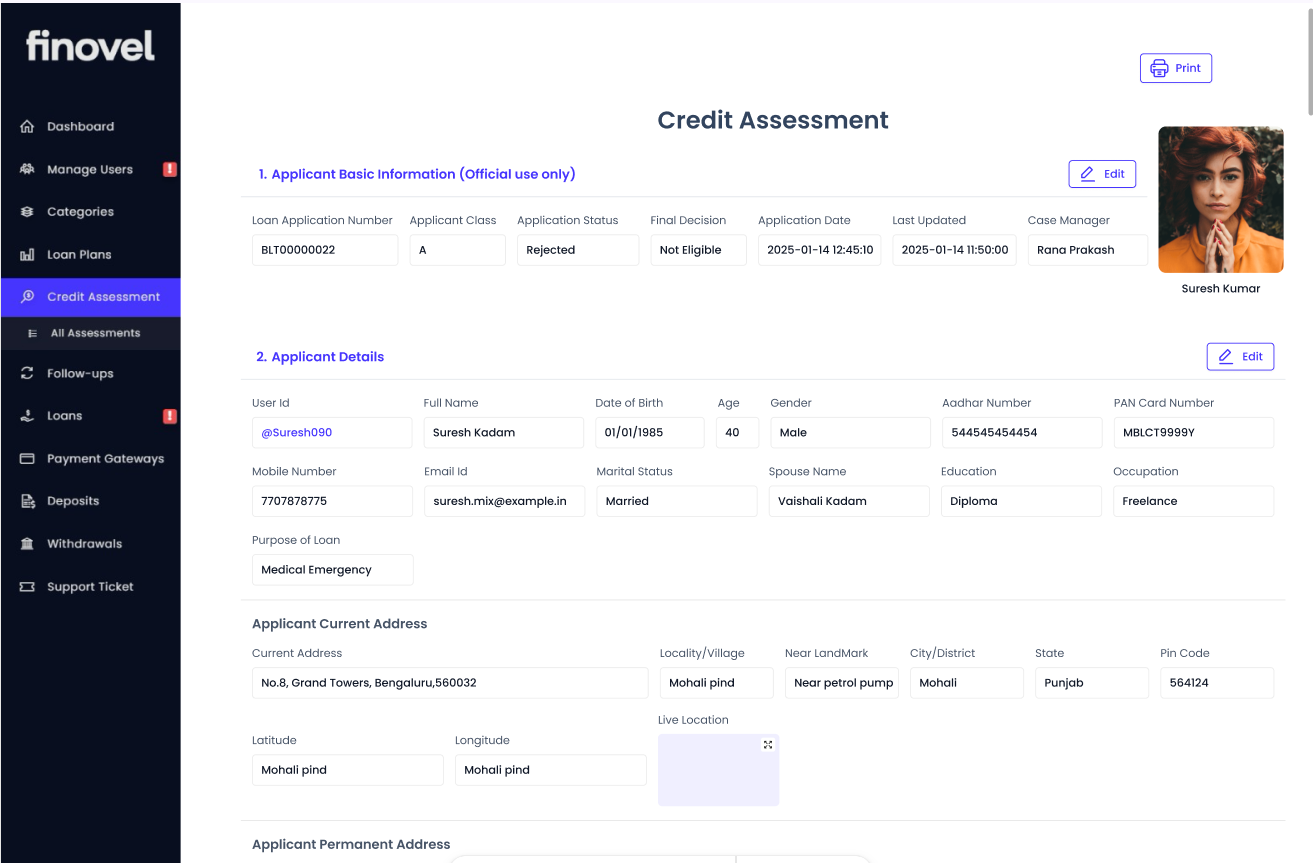 finovel
Dashboard
Manage Users
Categories
Loan Plans
Credit Assessment
All Assessments
Follow-ups
Loans
Payment Gateways
Deposits
Withdrawals
Support Ticket
Print
Credit Assessment
1. Applicant Basic Information (Official use only)
Edit
Loan Application Number Applicant Class Application Status Final Decision Application Date Last Updated Case Manager
BLT00000022 A Rejected Not Eligible 2025-01-14 12:45:10 2025-01-14 11:50:00 Rana Prakash
Suresh Kumar
2. Applicant Details
Edit
User Id Full Name Date of Birth Age Gender Aadhar Number PAN Card Number
@Suresh090 Suresh Kadam 01/01/1985 40 Male 544545454454 MBLCT9999Y
Mobile Number Email Id Marital Status Spouse Name Education Occupation
7707878775 suresh.mix@example.in Married Vaishali Kadam Diploma Freelance
Purpose of Loan
Medical Emergency
Applicant Current Address
Current Address Locality/Village Near LandMark City/District State Pin Code
No.8, Grand Towers, Bengaluru,560032 Mohali pind Near petrol pump Mohali Punjab 564124
Live Location
Latitude Longitude
Mohali pind Mohali pind
Applicant Permanent Address